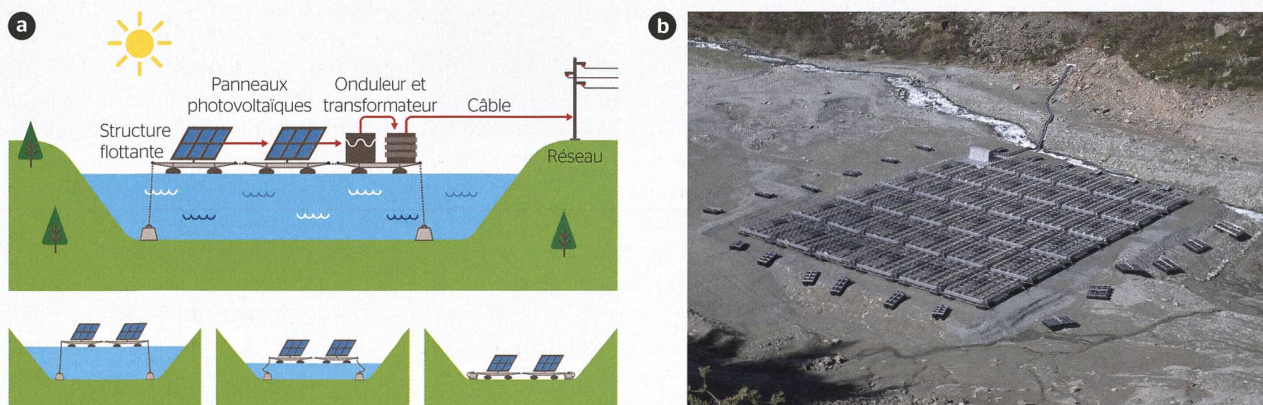 a
Panneaux
photovoltaïques
Onduleur et
transformateur
Câble
Structure
flottante
Réseau
b